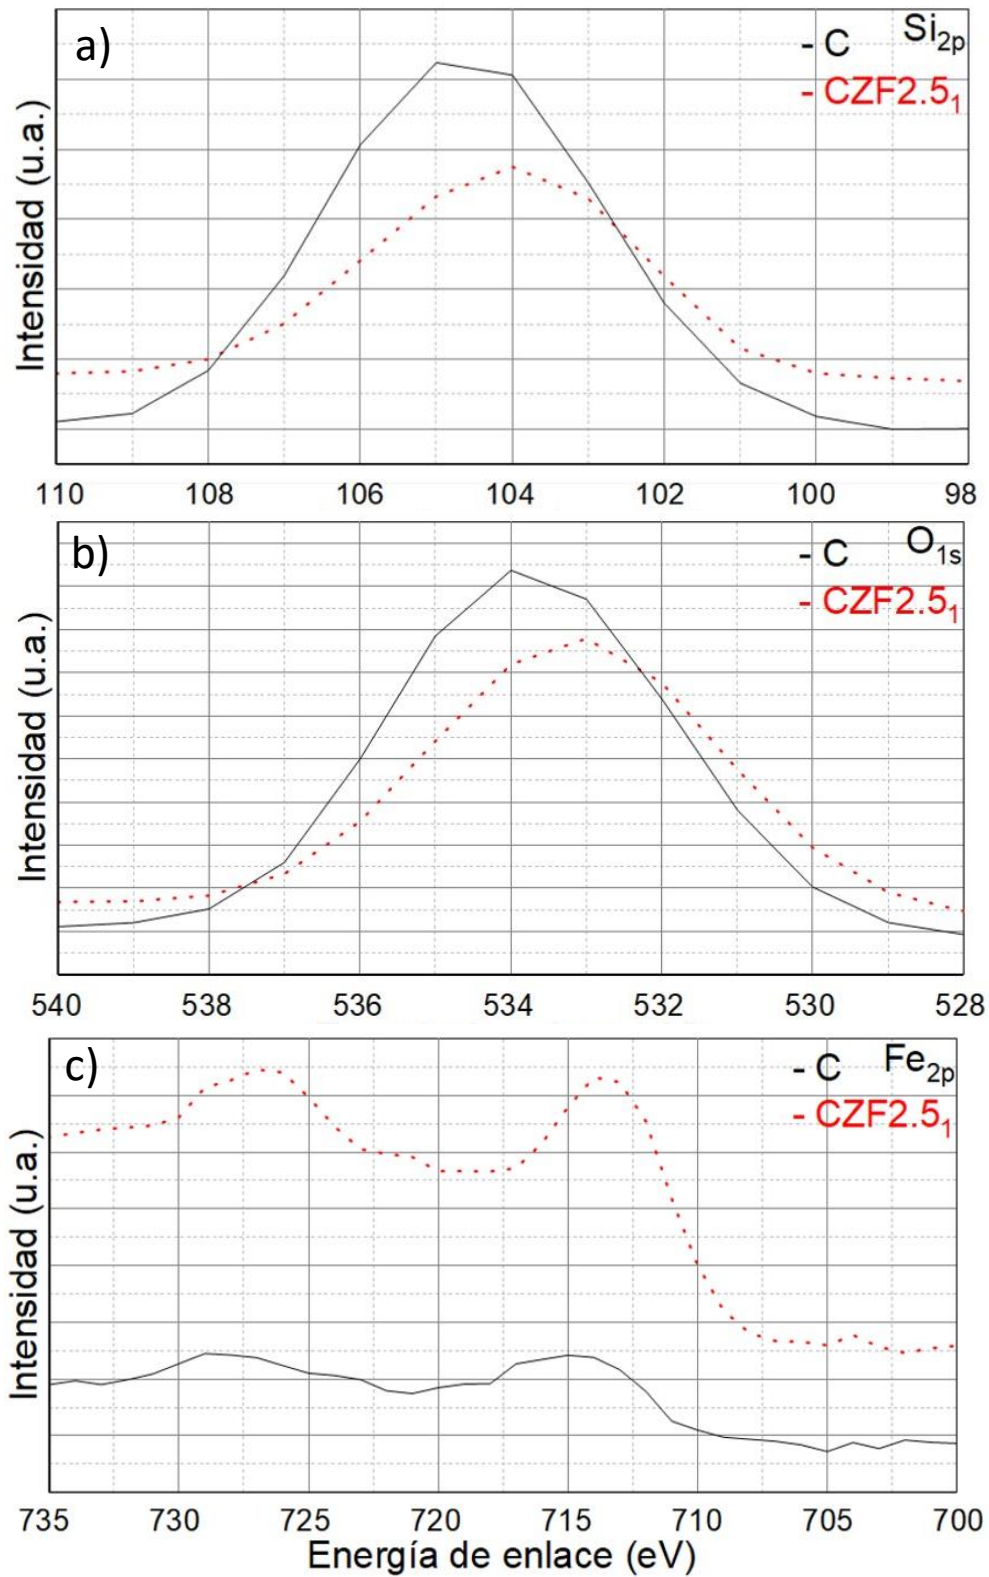 a)
- C
Si2p
- CZF2.51
Intensidad (u.a.)
110 108 106 104 102 100 98
b)
- C
O1s
- CZF2.51
Intensidad (u.a.)
540 538 536 534 532 530 528
c)
- C
Fe2p
- CZF2.51
Intensidad (u.a.)
735 730 725 720 715 710 705 700
Energía de enlace (eV)